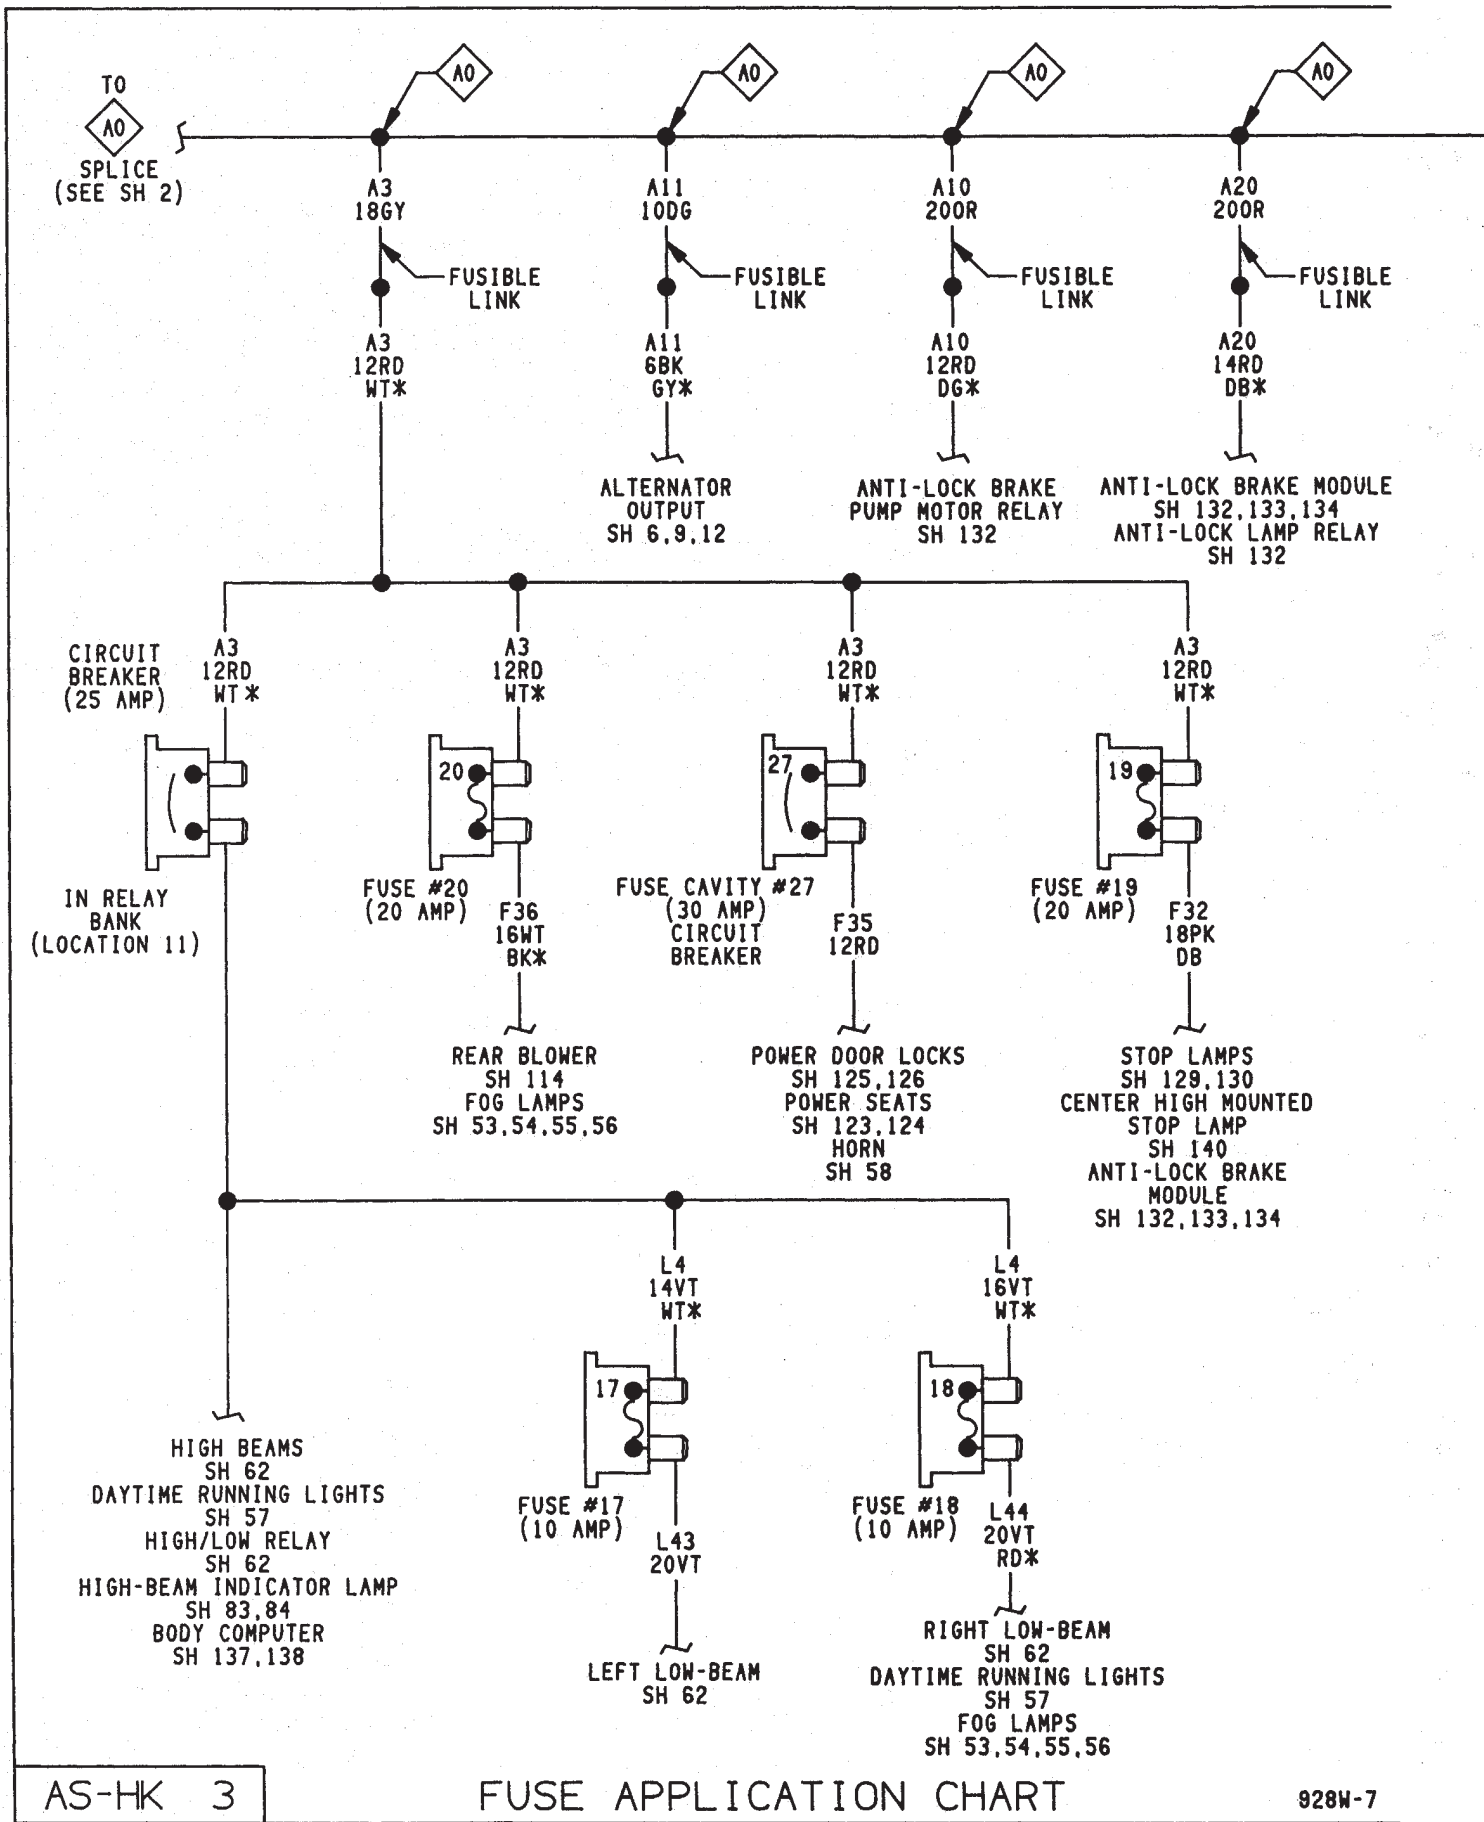 TO
A0
SPLICE
(SEE SH 2)
A0
A0
A0
A0
A3
18GY
A11
10DG
A10
20OR
A20
20OR
FUSIBLE
LINK
FUSIBLE
LINK
FUSIBLE
LINK
FUSIBLE
LINK
A3
12RD
WT*
A11
6BK
GY*
A10
12RD
DG*
A20
14RD
DB*
ALTERNATOR
OUTPUT
SH 6,9,12
ANTI-LOCK BRAKE
PUMP MOTOR RELAY
SH 132
ANTI-LOCK BRAKE MODULE
SH 132,133,134
ANTI-LOCK LAMP RELAY
SH 132
CIRCUIT
BREAKER
(25 AMP)
A3
12RD
WT*
A3
12RD
WT*
A3
12RD
WT*
A3
12RD
WT*
20
27
19
IN RELAY
BANK
(LOCATION 11)
FUSE #20
(20 AMP)
F36
16WT
BK*
FUSE CAVITY #27
(30 AMP)
CIRCUIT
BREAKER
F35
12RD
FUSE #19
(20 AMP)
F32
18PK
DB
REAR BLOWER
SH 114
FOG LAMPS
SH 53,54,55,56
POWER DOOR LOCKS
SH 125,126
POWER SEATS
SH 123,124
HORN
SH 58
STOP LAMPS
SH 129,130
CENTER HIGH MOUNTED
STOP LAMP
SH 140
ANTI-LOCK BRAKE
MODULE
SH 132,133,134
L4
14VT
WT*
L4
16VT
WT*
17
18
HIGH BEAMS
SH 62
DAYTIME RUNNING LIGHTS
SH 57
HIGH/LOW RELAY
SH 62
HIGH-BEAM INDICATOR LAMP
SH 83,84
BODY COMPUTER
SH 137,138
FUSE #17
(10 AMP)
L43
20VT
FUSE #18
(10 AMP)
L44
20VT
RD*
LEFT LOW-BEAM
SH 62
RIGHT LOW-BEAM
SH 62
DAYTIME RUNNING LIGHTS
SH 57
FOG LAMPS
SH 53,54,55,56
AS-HK 3
FUSE APPLICATION CHART
928W-7